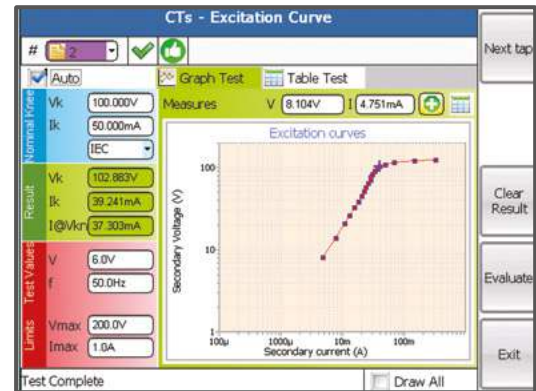 CTs - Excitation Curve
# 2
Next tap
Auto
Graph Test
Table Test
Nominal Knee
Vk 100.000V
Ik 50.000mA
IEC
Measures V 8.104V I 4.751mA
Excitation curves
Result
Vk 102.883V
Ik 39.241mA
I@Vkn 37.303mA
Test Values
V 6.0V
f 50.0Hz
Limits
Vmax 200.0V
Imax 1.0A
Secondary Voltage (V)
100
10
1
100µ 1000µ 10m 100m
Secondary current (A)
Clear
Result
Evaluate
Exit
Test Complete
Draw All